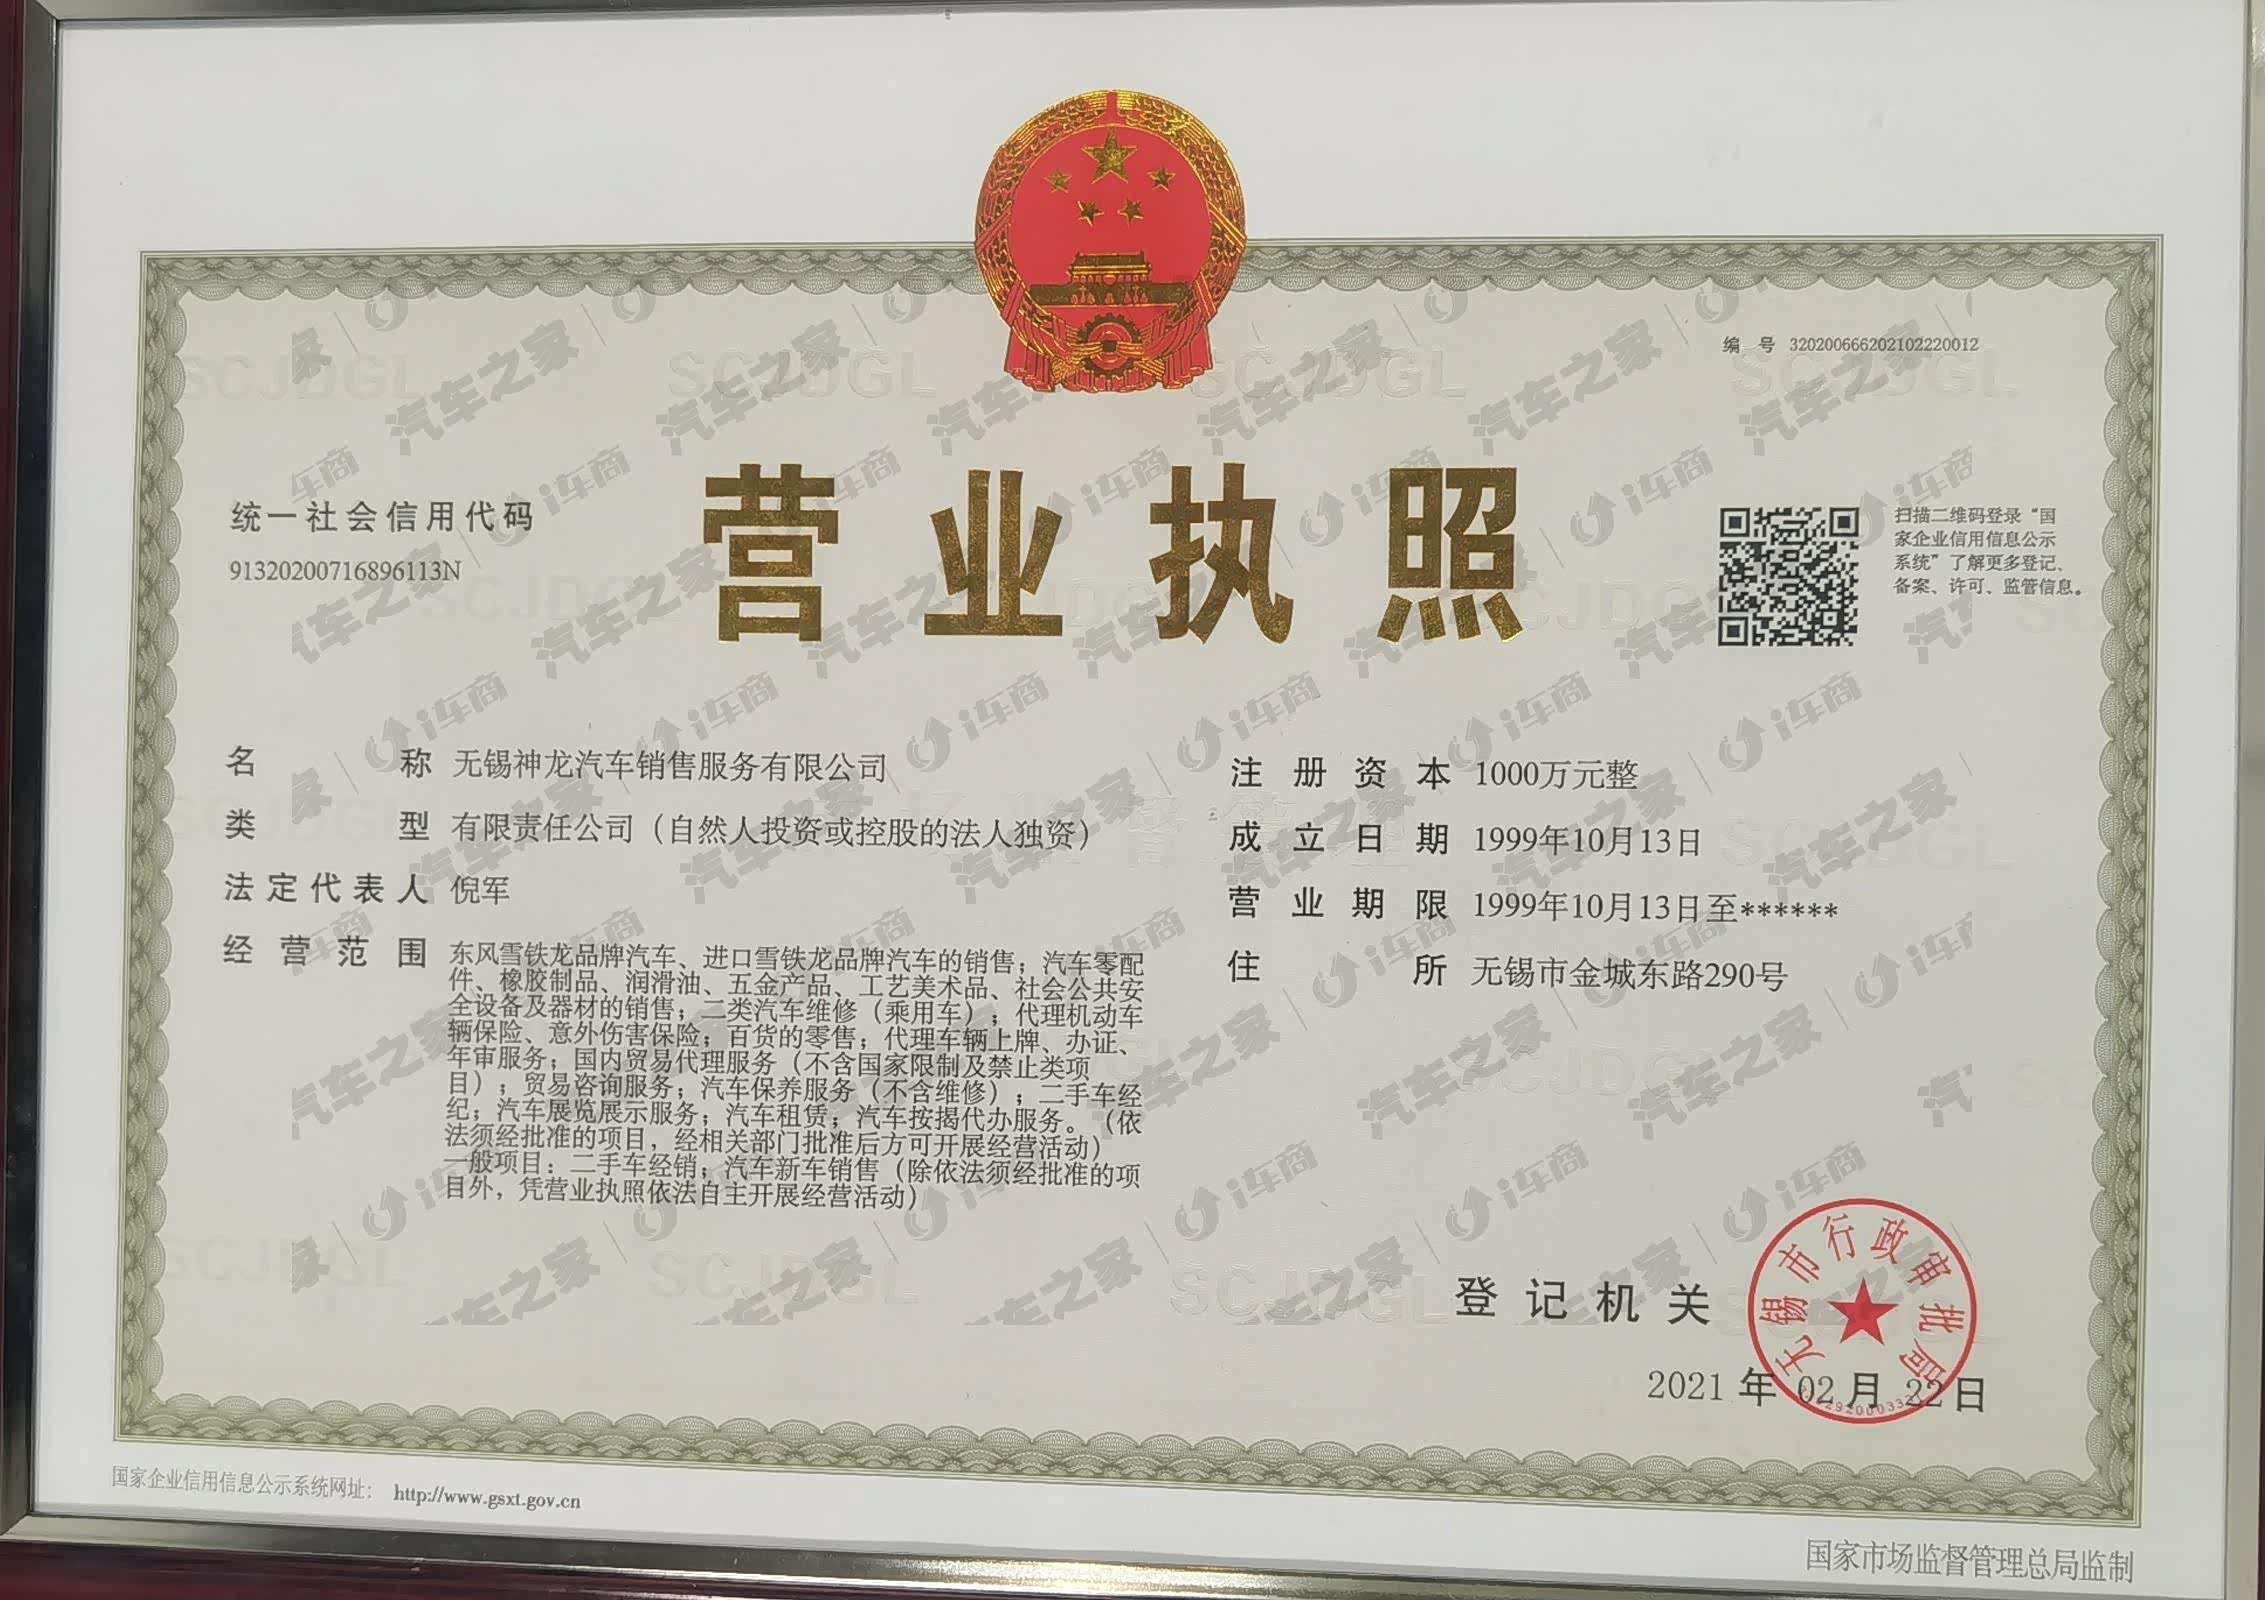 编 号 320200666202102220012
营业执照
统一社会信用代码
91320200716896113N
扫描二维码登录“国
家企业信用信息公示
系统”了解更多登记、
备案、许可、监管信息。
名称 无锡神龙汽车销售服务有限公司
类型 有限责任公司（自然人投资或控股的法人独资）
法定代表人 倪军
经营范围 东风雪铁龙品牌汽车、进口雪铁龙品牌汽车的销售；汽车零配
件、橡胶制品、润滑油、五金产品、工艺美术品、社会公共安
全设备及器材的销售；二类汽车维修（乘用车）；代理机动车
辆保险、意外伤害保险；百货的零售；代理车辆上牌、办证、
年审服务；国内贸易代理服务（不含国家限制及禁止类项
目）；贸易咨询服务；汽车保养服务（不含维修）；二手车经
纪；汽车展览展示服务；汽车租赁；汽车按揭代办服务。（依
法须经批准的项目，经相关部门批准后方可开展经营活动）
一般项目：二手车经销；汽车新车销售（除依法须经批准的项
目外，凭营业执照依法自主开展经营活动）
注册资本 1000万元整
成立日期 1999年10月13日
营业期限 1999年10月13日至******
住所 无锡市金城东路290号
登记机关
无锡市行政审批局
2021 年 02 月 22 日
国家企业信用信息公示系统网址： http://www.gsxt.gov.cn
国家市场监督管理总局监制
汽车之家 | i车商
SCJDGL